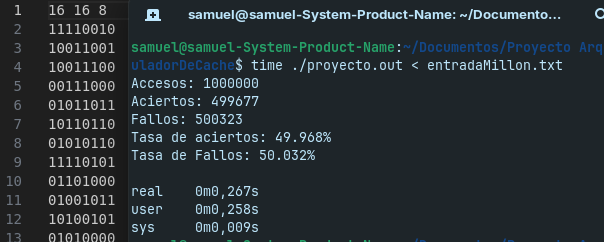 1 16 16 8
2 11110010
3 10011001
4 10011100
5 00111000
6 01011011
7 10110110
8 01010110
9 11110101
10 01101000
11 01001011
12 10100101
13 01010000
samuel@samuel-System-Product-Name: ~/Documento...
samuel@samuel-System-Product-Name:~/Documentos/Proyecto Arq
uladorDeCache$ time ./proyecto.out < entradaMillon.txt
Accesos: 1000000
Aciertos: 499677
Fallos: 500323
Tasa de aciertos: 49.968%
Tasa de Fallos: 50.032%
real 0m0,267s
user 0m0,258s
sys 0m0,009s